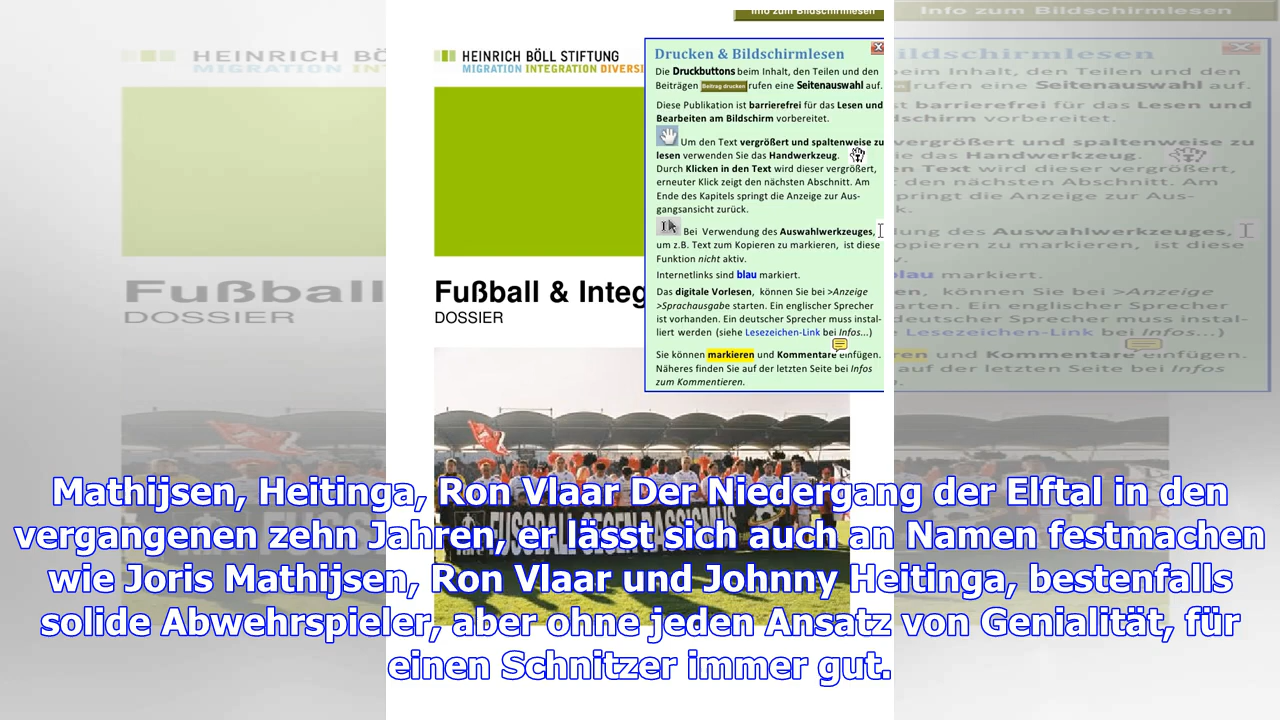 Info zum Bildschirmlesen
HEINRICH BÖLL STIFTUNG
MIGRATION INTEGRATION DIVERSI
Drucken & Bildschirmlesen
Die Druckbuttons beim Inhalt, den Teilen und den
Beiträgen Beitrag drucken rufen eine Seitenauswahl auf.
Diese Publikation ist barrierefrei für das Lesen und
Bearbeiten am Bildschirm vorbereitet.
Um den Text vergrößert und spaltenweise zu
lesen verwenden Sie das Handwerkzeug.
Durch Klicken in den Text wird dieser vergrößert,
erneuter Klick zeigt den nächsten Abschnitt. Am
Ende des Kapitels springt die Anzeige zur Aus-
gangsansicht zurück.
Bei Verwendung des Auswahlwerkzeuges,
um z.B. Text zum Kopieren zu markieren, ist diese
Funktion nicht aktiv.
Internetlinks sind blau markiert.
Das digitale Vorlesen, können Sie bei >Anzeige
>Sprachausgabe starten. Ein englischer Sprecher
ist vorhanden. Ein deutscher Sprecher muss instal-
liert werden (siehe Lesezeichen-Link bei Infos...)
Sie können markieren und Kommentare einfügen.
Näheres finden Sie auf der letzten Seite bei Infos
zum Kommentieren.
Fußball & Integ
DOSSIER
FUSSBALL GEGEN RASSISMUS
Mathijsen, Heitinga, Ron Vlaar Der Niedergang der Elftal in den
vergangenen zehn Jahren, er lässt sich auch an Namen festmachen
wie Joris Mathijsen, Ron Vlaar und Johnny Heitinga, bestenfalls
solide Abwehrspieler, aber ohne jeden Ansatz von Genialität, für
einen Schnitzer immer gut.